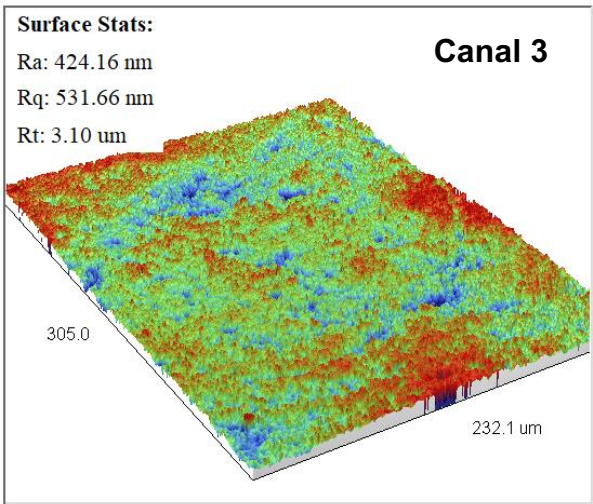 Surface Stats:
Ra: 424.16 nm
Rq: 531.66 nm
Rt: 3.10 um
Canal 3
305.0
232.1 um